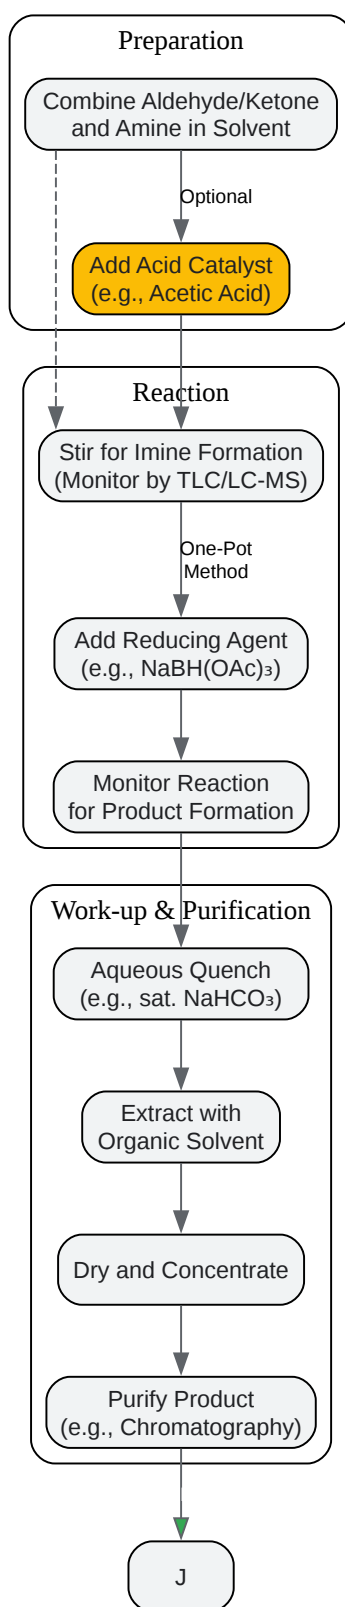 Preparation
Combine Aldehyde/Ketone
and Amine in Solvent
Optional
Add Acid Catalyst
(e.g., Acetic Acid)
Reaction
Stir for Imine Formation
(Monitor by TLC/LC-MS)
One-Pot
Method
Add Reducing Agent
(e.g., NaBH(OAc)₃)
Monitor Reaction
for Product Formation
Work-up & Purification
Aqueous Quench
(e.g., sat. NaHCO₃)
Extract with
Organic Solvent
Dry and Concentrate
Purify Product
(e.g., Chromatography)
J